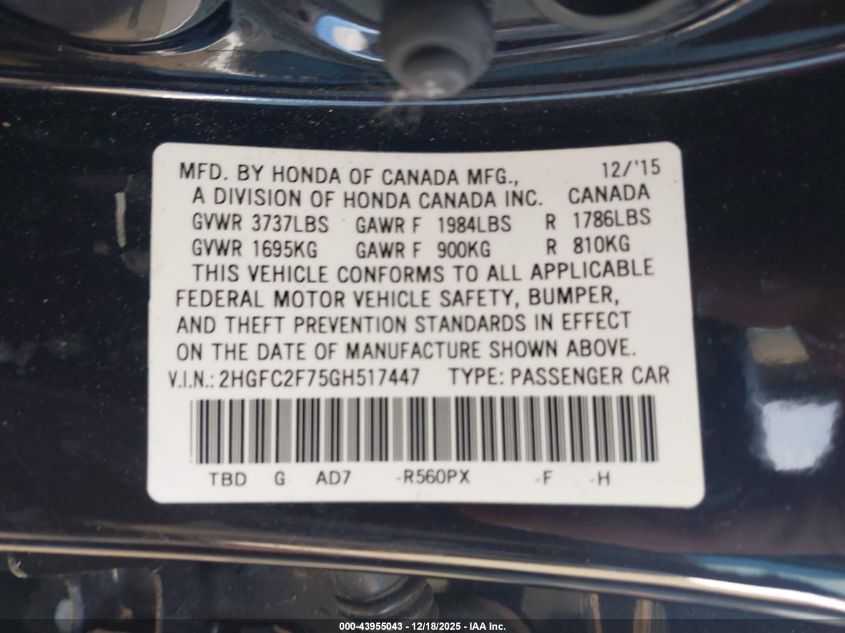 MFD. BY HONDA OF CANADA MFG., 12/'15
A DIVISION OF HONDA CANADA INC. CANADA
GVWR 3737LBS GAWR F 1984LBS R 1786LBS
GVWR 1695KG GAWR F 900KG R 810KG
THIS VEHICLE CONFORMS TO ALL APPLICABLE
FEDERAL MOTOR VEHICLE SAFETY, BUMPER,
AND THEFT PREVENTION STANDARDS IN EFFECT
ON THE DATE OF MANUFACTURE SHOWN ABOVE.
V.I.N.: 2HGFC2F75GH517447 TYPE: PASSENGER CAR
TBD G AD7 -R560PX -F -H
000-43955043 - 12/18/2025 - IAA Inc.